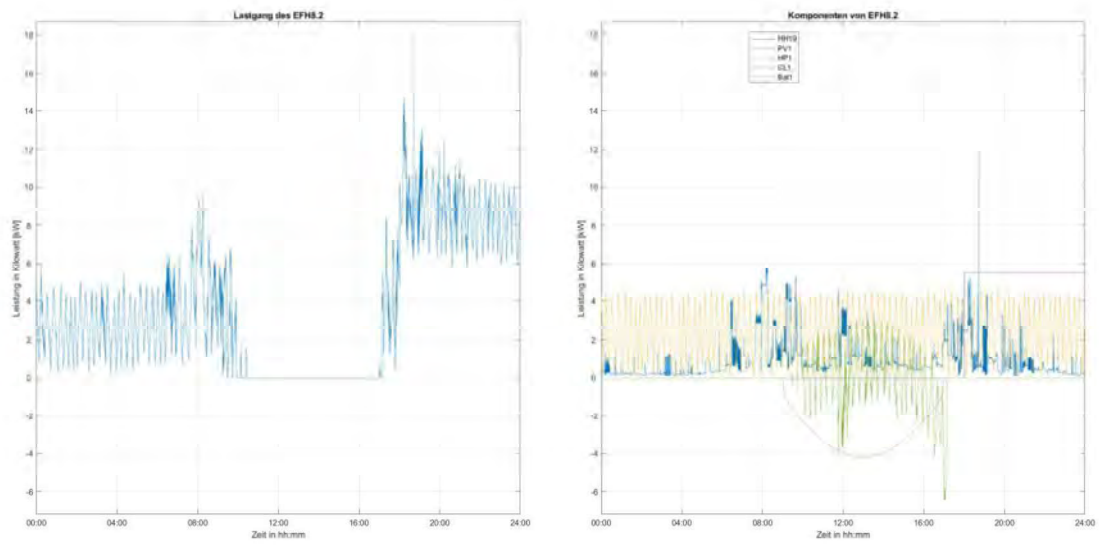 Lastgang des EFH8.2
Leistung in Kilowatt [kW]
18
16
14
12
10
8
6
4
2
0
-2
-4
-6
00:00 04:00 08:00 12:00 16:00 20:00 24:00
Zeit in hh:mm
Komponenten von EFH8.2
HH19
PV1
HP1
Bat1
Leistung in Kilowatt [kW]
18
16
14
12
10
8
6
4
2
0
-2
-4
-6
00:00 04:00 08:00 12:00 16:00 20:00 24:00
Zeit in hh:mm